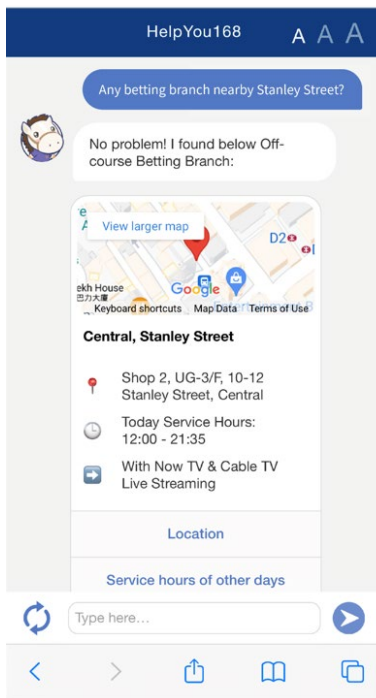 HelpYou168 A A A
Any betting branch nearby Stanley Street?
No problem! I found below Off-
course Betting Branch:
View larger map
D2
ekh House
巴力大廈
Google
Keyboard shortcuts Map Data Terms of Use
Central, Stanley Street
Shop 2, UG-3/F, 10-12
Stanley Street, Central
Today Service Hours:
12:00 - 21:35
With Now TV & Cable TV
Live Streaming
Location
Service hours of other days
Type here...